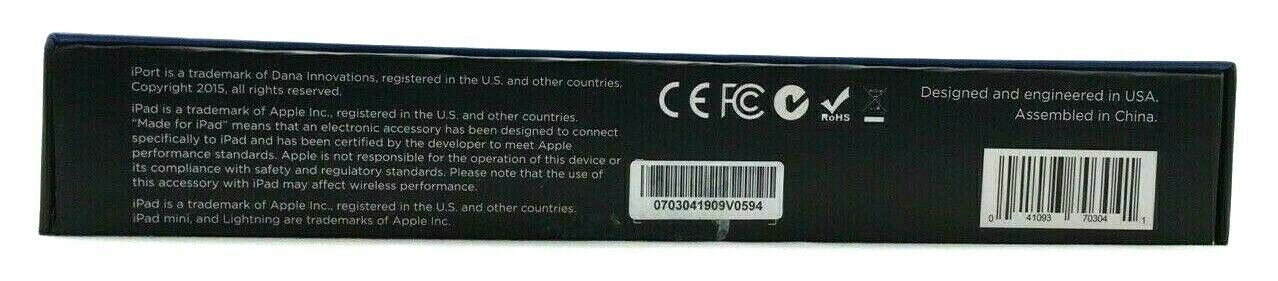 iPort is a trademark of Dana Innovations, registered in the U.S. and other countries.
Copyright 2015, all rights reserved.
iPad is a trademark of Apple Inc., registered in the U.S. and other countries.
"Made for iPad" means that an electronic accessory has been designed to connect
specifically to iPad and has been certified by the developer to meet Apple
performance standards. Apple is not responsible for the operation of this device or
its compliance with safety and regulatory standards. Please note that the use of
this accessory with iPad may affect wireless performance.
iPad is a trademark of Apple Inc., registered in the U.S. and other countries.
iPad mini, and Lightning are trademarks of Apple Inc.
CE FC
RoHS
0703041909V0594
Designed and engineered in USA.
Assembled in China.
0 41093 70304 1